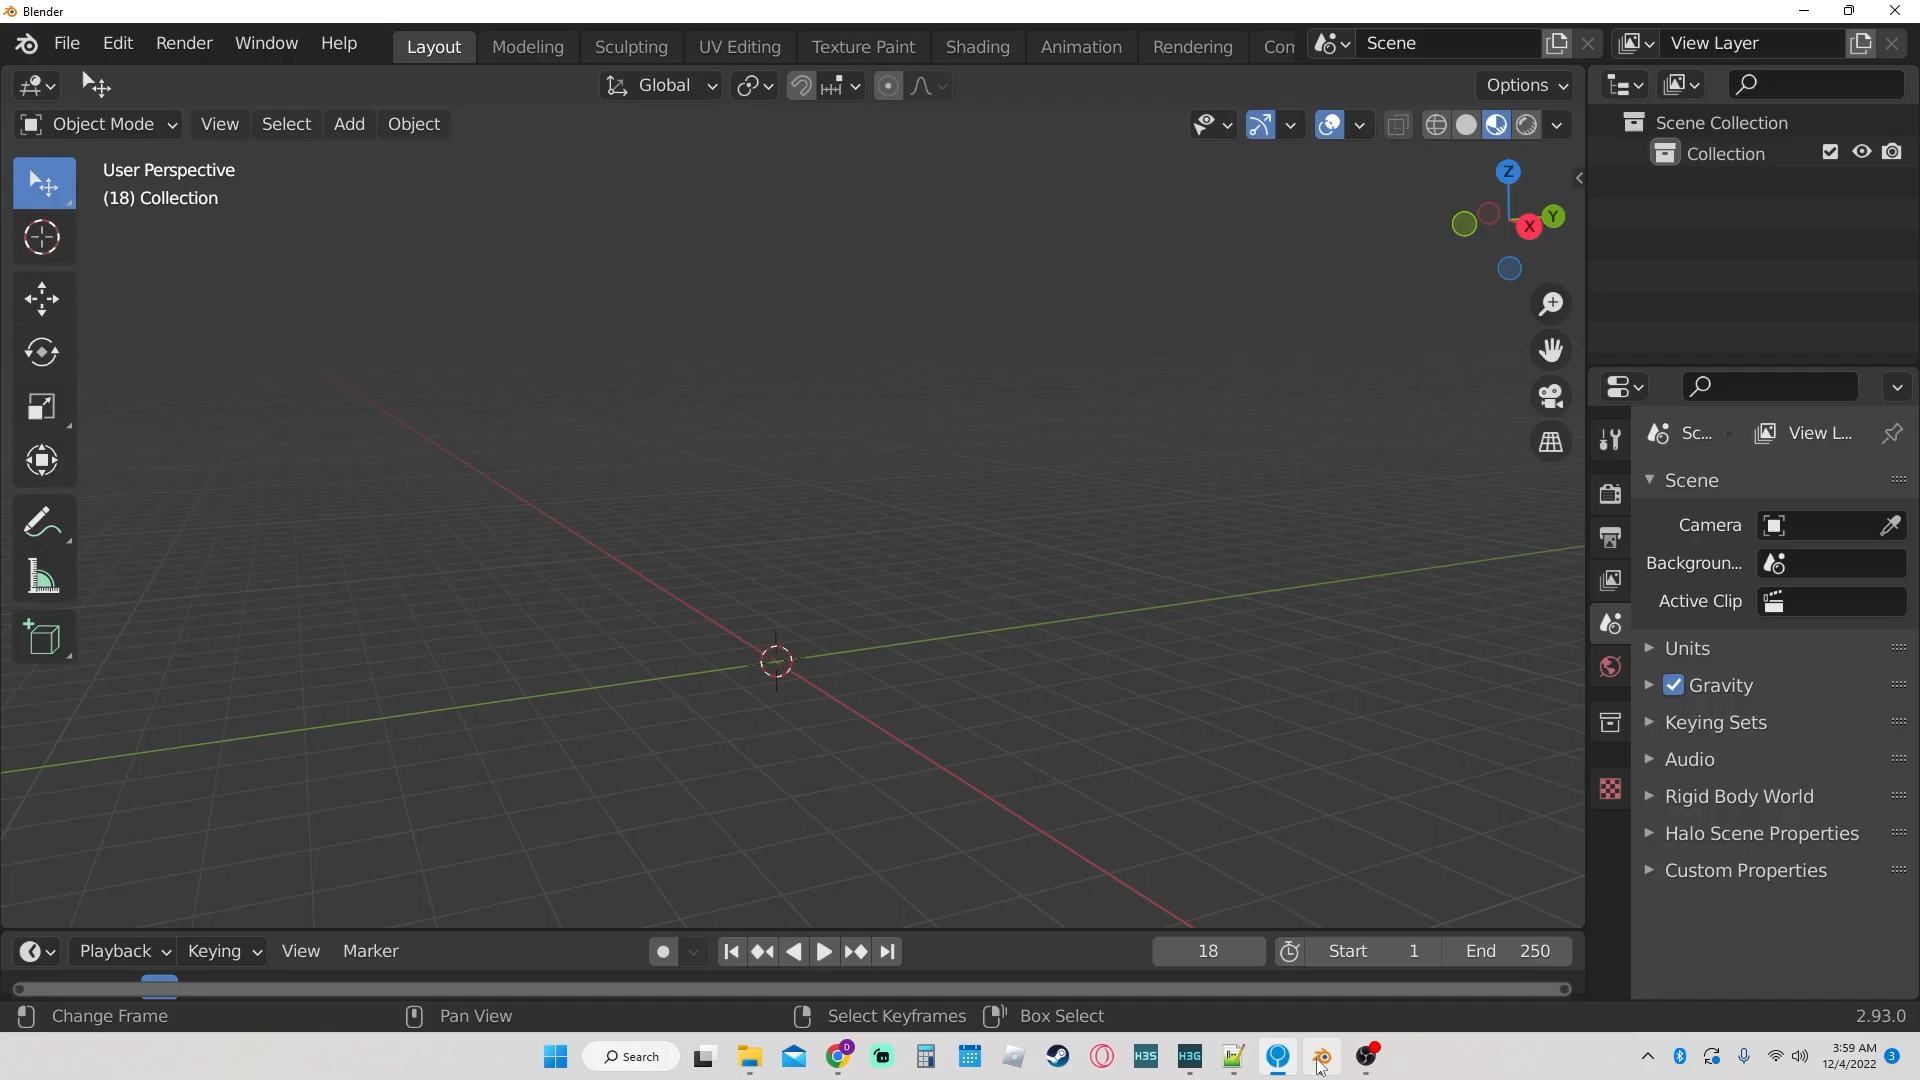 Blender
File Edit Render Window Help Layout Modeling Sculpting UV Editing Texture Paint Shading Animation Rendering Con Scene View Layer
Global Options
Object Mode View Select Add Object
User Perspective
(18) Collection
Z
Y
X
Scene Collection
Collection
Sc... View L...
Scene
Camera
Backgroun...
Active Clip
Units
Gravity
Keying Sets
Audio
Rigid Body World
Halo Scene Properties
Custom Properties
Playback Keying View Marker 18 Start 1 End 250
Change Frame Pan View Select Keyframes Box Select 2.93.0
Search D H3S H3G 3:59 AM
12/4/2022 3